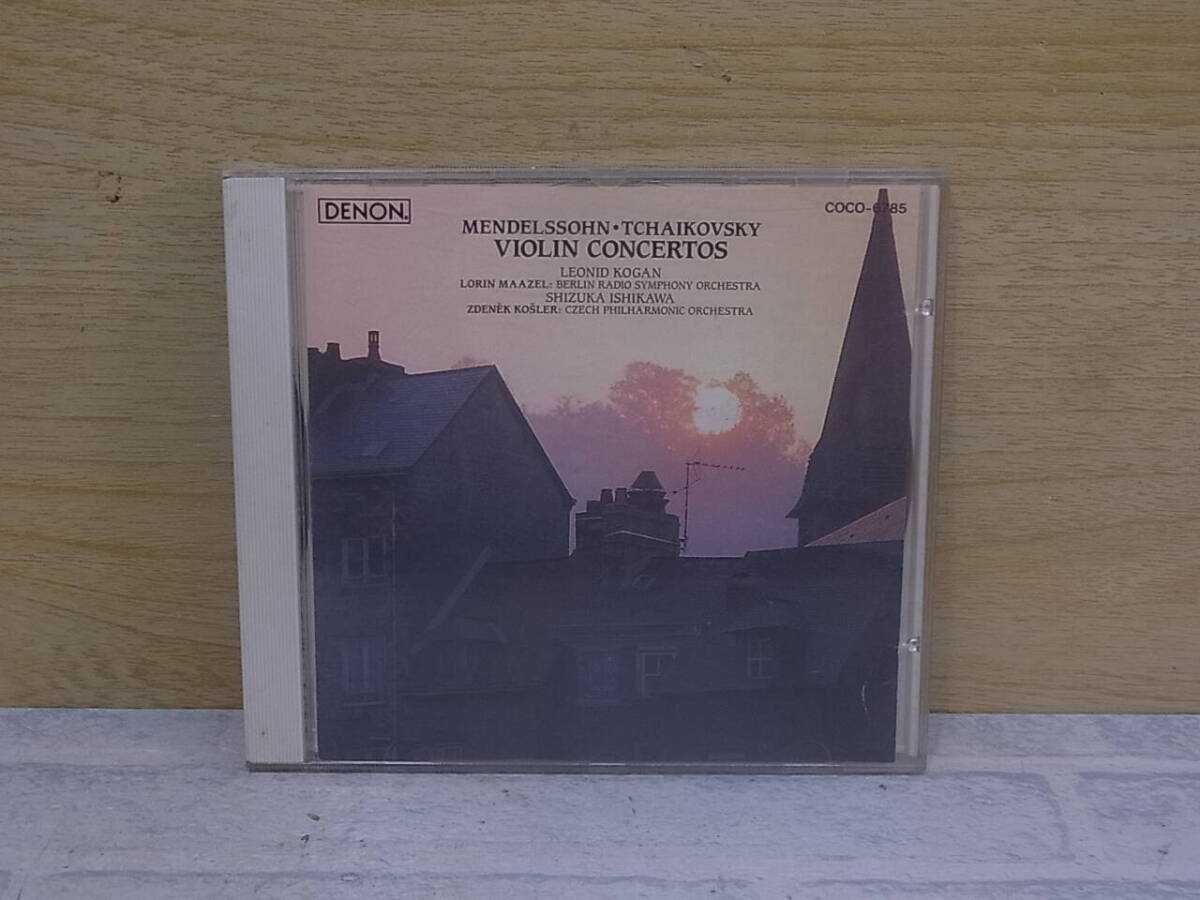 DENON
COCO-6785
MENDELSSOHN・TCHAIKOVSKY
VIOLIN CONCERTOS
LEONID KOGAN
LORIN MAAZEL: BERLIN RADIO SYMPHONY ORCHESTRA
SHIZUKA ISHIKAWA
ZDENĚK KOŠLER: CZECH PHILHARMONIC ORCHESTRA